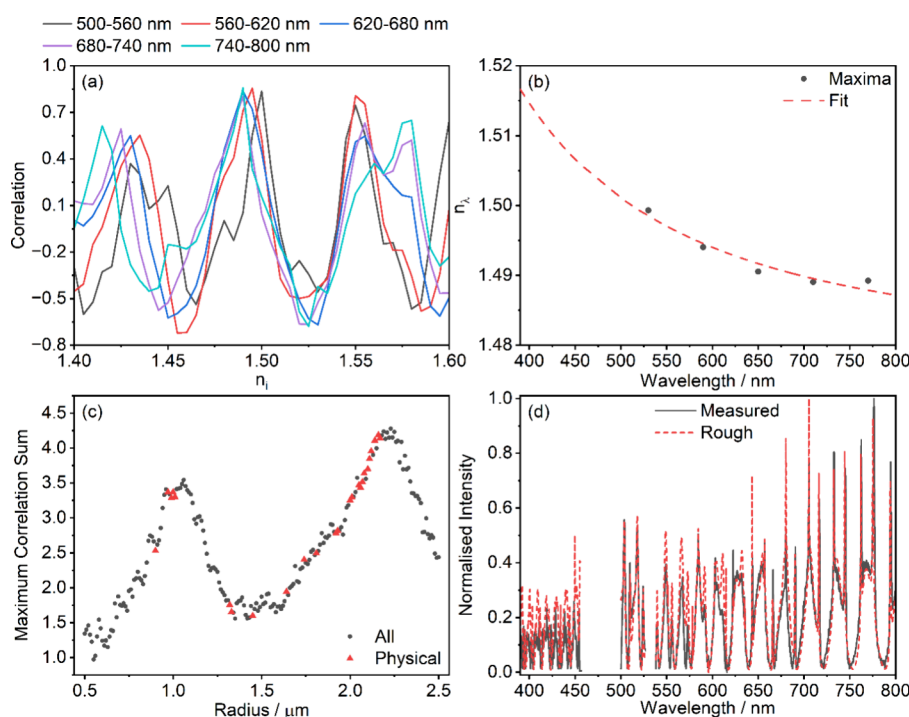 500-560 nm 560-620 nm 620-680 nm
680-740 nm 740-800 nm
(a)
Correlation
1.0
0.7
0.4
0.1
−0.2
−0.5
−0.8
1.40 1.45 1.50 1.55 1.60
n_i
(b)
Maxima
Fit
n_λ
1.52
1.51
1.50
1.49
1.48
400 450 500 550 600 650 700 750 800
Wavelength / nm
(c)
Maximum Correlation Sum
4.5
4.0
3.5
3.0
2.5
2.0
1.5
1.0
All
Physical
0.5 1.0 1.5 2.0 2.5
Radius / μm
(d)
Measured
Rough
Normalised Intensity
1.0
0.8
0.6
0.4
0.2
0.0
400 450 500 550 600 650 700 750 800
Wavelength / nm